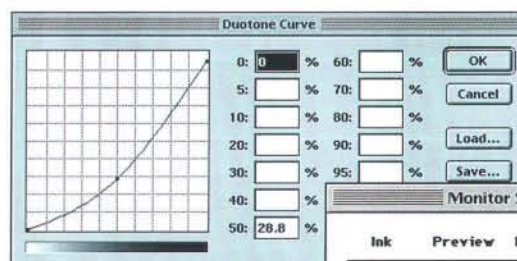 Duotone Curve
0: 0 % 60: % OK
5: % 70: % Cancel
10: % 80: %
20: % 90: % Load...
30: % 95: % Save...
40:
50: 28.8 %
Monitor
Ink Preview